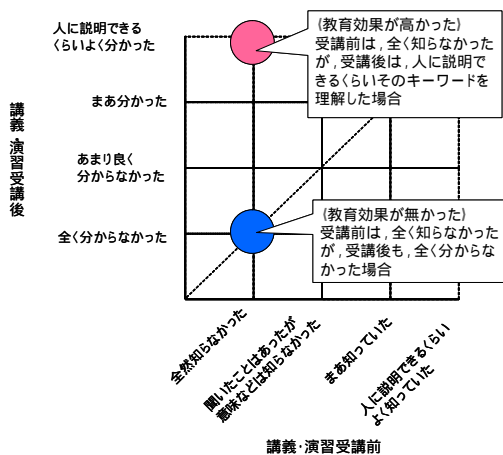 人に説明できる
くらいよく分かった
まあ分かった
あまり良く
分からなかった
全く分からなかった
講義・演習受講後
(教育効果が高かった)
受講前は，全く知らなかった
が，受講後は，人に説明で
きるくらいそのキーワードを
理解した場合
(教育効果が無かった)
受講前は，全く知らなかった
が，受講後も，全く分からな
かった場合
全然知らなかった
聞いたことはあったが
意味などは知らなかった
まあ知っていた
人に説明できるくらい
よく知っていた
講義・演習受講前